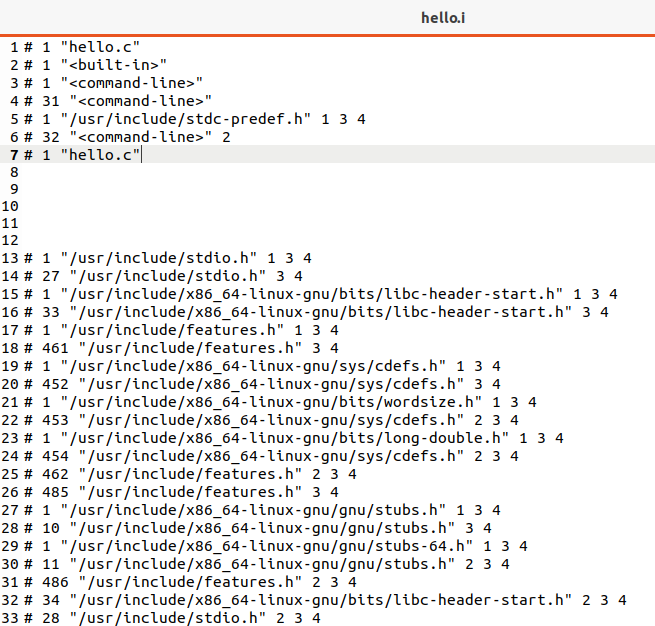 hello.i
1 # 1 "hello.c"
2 # 1 "<built-in>"
3 # 1 "<command-line>"
4 # 31 "<command-line>"
5 # 1 "/usr/include/stdc-predef.h" 1 3 4
6 # 32 "<command-line>" 2
7 # 1 "hello.c"
8
9
10
11
12
13 # 1 "/usr/include/stdio.h" 1 3 4
14 # 27 "/usr/include/stdio.h" 3 4
15 # 1 "/usr/include/x86_64-linux-gnu/bits/libc-header-start.h" 1 3 4
16 # 33 "/usr/include/x86_64-linux-gnu/bits/libc-header-start.h" 3 4
17 # 1 "/usr/include/features.h" 1 3 4
18 # 461 "/usr/include/features.h" 3 4
19 # 1 "/usr/include/x86_64-linux-gnu/sys/cdefs.h" 1 3 4
20 # 452 "/usr/include/x86_64-linux-gnu/sys/cdefs.h" 3 4
21 # 1 "/usr/include/x86_64-linux-gnu/bits/wordsize.h" 1 3 4
22 # 453 "/usr/include/x86_64-linux-gnu/sys/cdefs.h" 2 3 4
23 # 1 "/usr/include/x86_64-linux-gnu/bits/long-double.h" 1 3 4
24 # 454 "/usr/include/x86_64-linux-gnu/sys/cdefs.h" 2 3 4
25 # 462 "/usr/include/features.h" 2 3 4
26 # 485 "/usr/include/features.h" 3 4
27 # 1 "/usr/include/x86_64-linux-gnu/gnu/stubs.h" 1 3 4
28 # 10 "/usr/include/x86_64-linux-gnu/gnu/stubs.h" 3 4
29 # 1 "/usr/include/x86_64-linux-gnu/gnu/stubs-64.h" 1 3 4
30 # 11 "/usr/include/x86_64-linux-gnu/gnu/stubs.h" 2 3 4
31 # 486 "/usr/include/features.h" 2 3 4
32 # 34 "/usr/include/x86_64-linux-gnu/bits/libc-header-start.h" 2 3 4
33 # 28 "/usr/include/stdio.h" 2 3 4